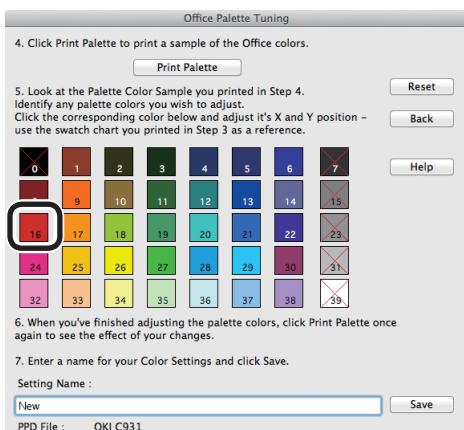 Office Palette Tuning
4. Click Print Palette to print a sample of the Office colors.
Print Palette
5. Look at the Palette Color Sample you printed in Step 4.
Identify any palette colors you wish to adjust.
Click the corresponding color below and adjust it's X and Y position –
use the swatch chart you printed in Step 3 as a reference.
Reset
Back
Help
0 1 2 3 4 5 6 7
9 10 11 12 13 14 15
16 17 18 19 20 21 22 23
24 25 26 27 28 29 30 31
32 33 34 35 36 37 38 39
6. When you've finished adjusting the palette colors, click Print Palette once
again to see the effect of your changes.
7. Enter a name for your Color Settings and click Save.
Setting Name :
New
Save
PPD File : OKI C931